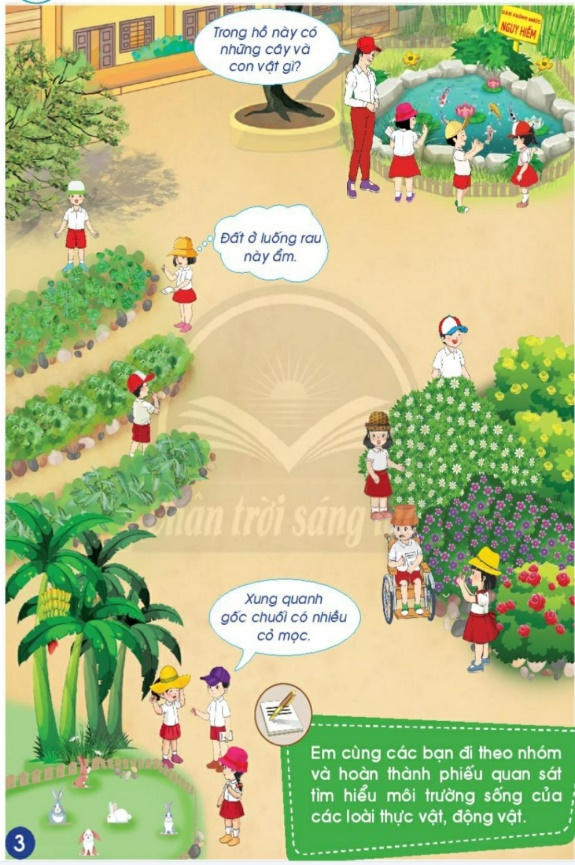 Trong hồ này có
những cây và
con vật gì?
NGUY HIỂM
Đất ở luống rau
này ẩm.
chân trời sáng
Xung quanh
gốc chuối có nhiều
cỏ mọc.
Em cùng các bạn đi theo nhóm
và hoàn thành phiếu quan sát
tìm hiểu môi trường sống của
các loài thực vật, động vật.
3